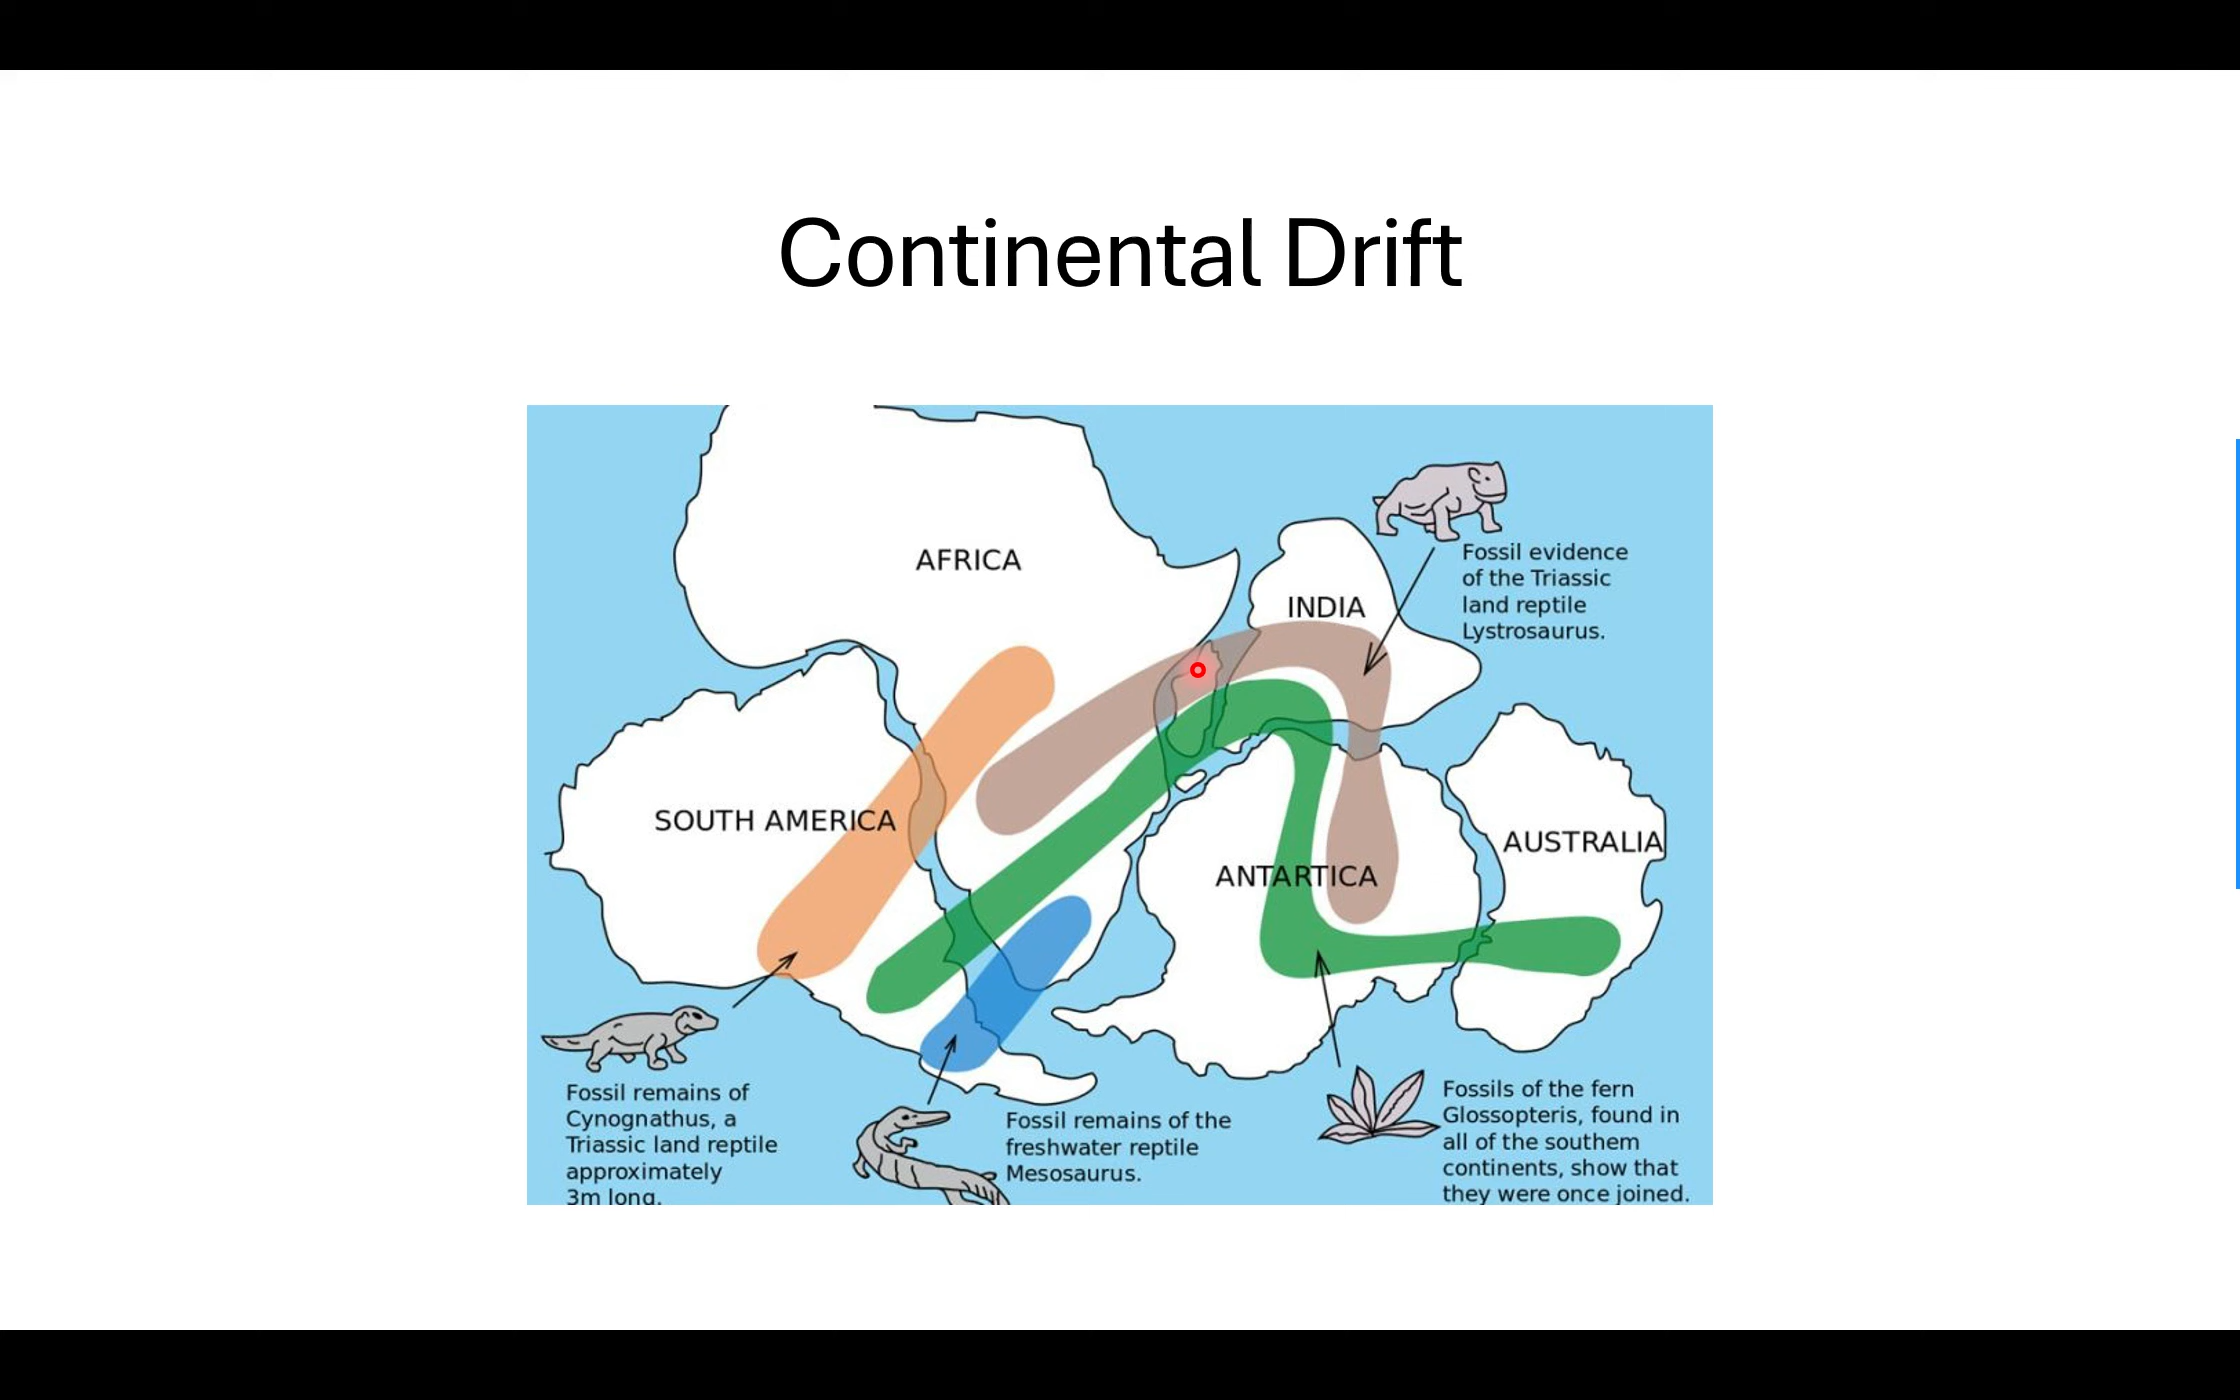 Continental Drift
AFRICA
INDIA
Fossil evidence
of the Triassic
land reptile
Lystrosaurus.
SOUTH AMERICA
ANTARTICA
AUSTRALIA
Fossil remains of
Cynognathus, a
Triassic land reptile
approximately
3m long.
Fossil remains of the
freshwater reptile
Mesosaurus.
Fossils of the fern
Glossopteris, found in
all of the southem
continents, show that
they were once joined.